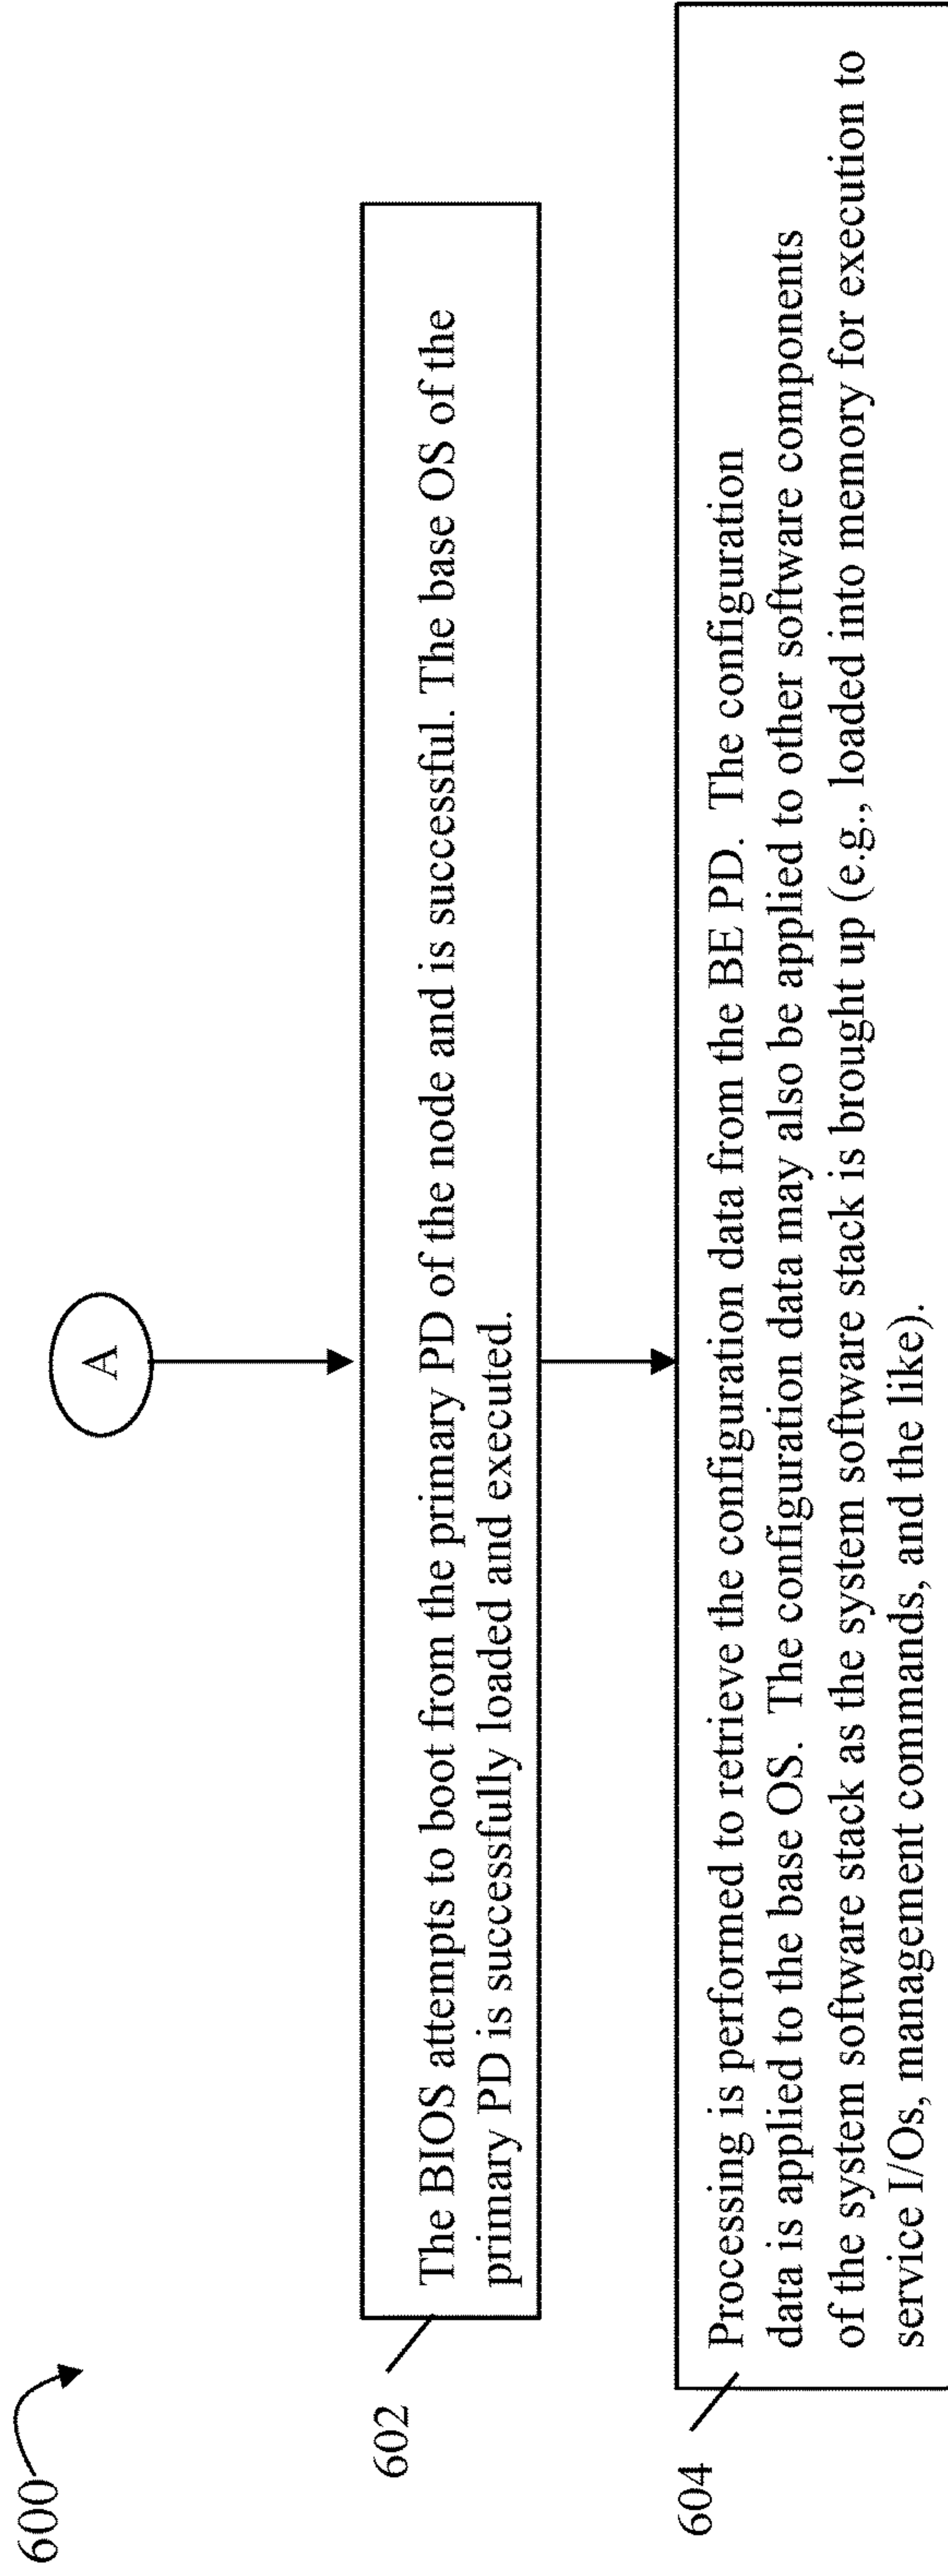 600
A
602
The BIOS attempts to boot from the primary PD of the node and is successful. The base OS of the
primary PD is successfully loaded and executed.
604
Processing is performed to retrieve the configuration data from the BE PD. The configuration
data is applied to the base OS. The configuration data may also be applied to other software components
of the system software stack as the system software stack is brought up (e.g., loaded into memory for execution to
service I/Os, management commands, and the like).